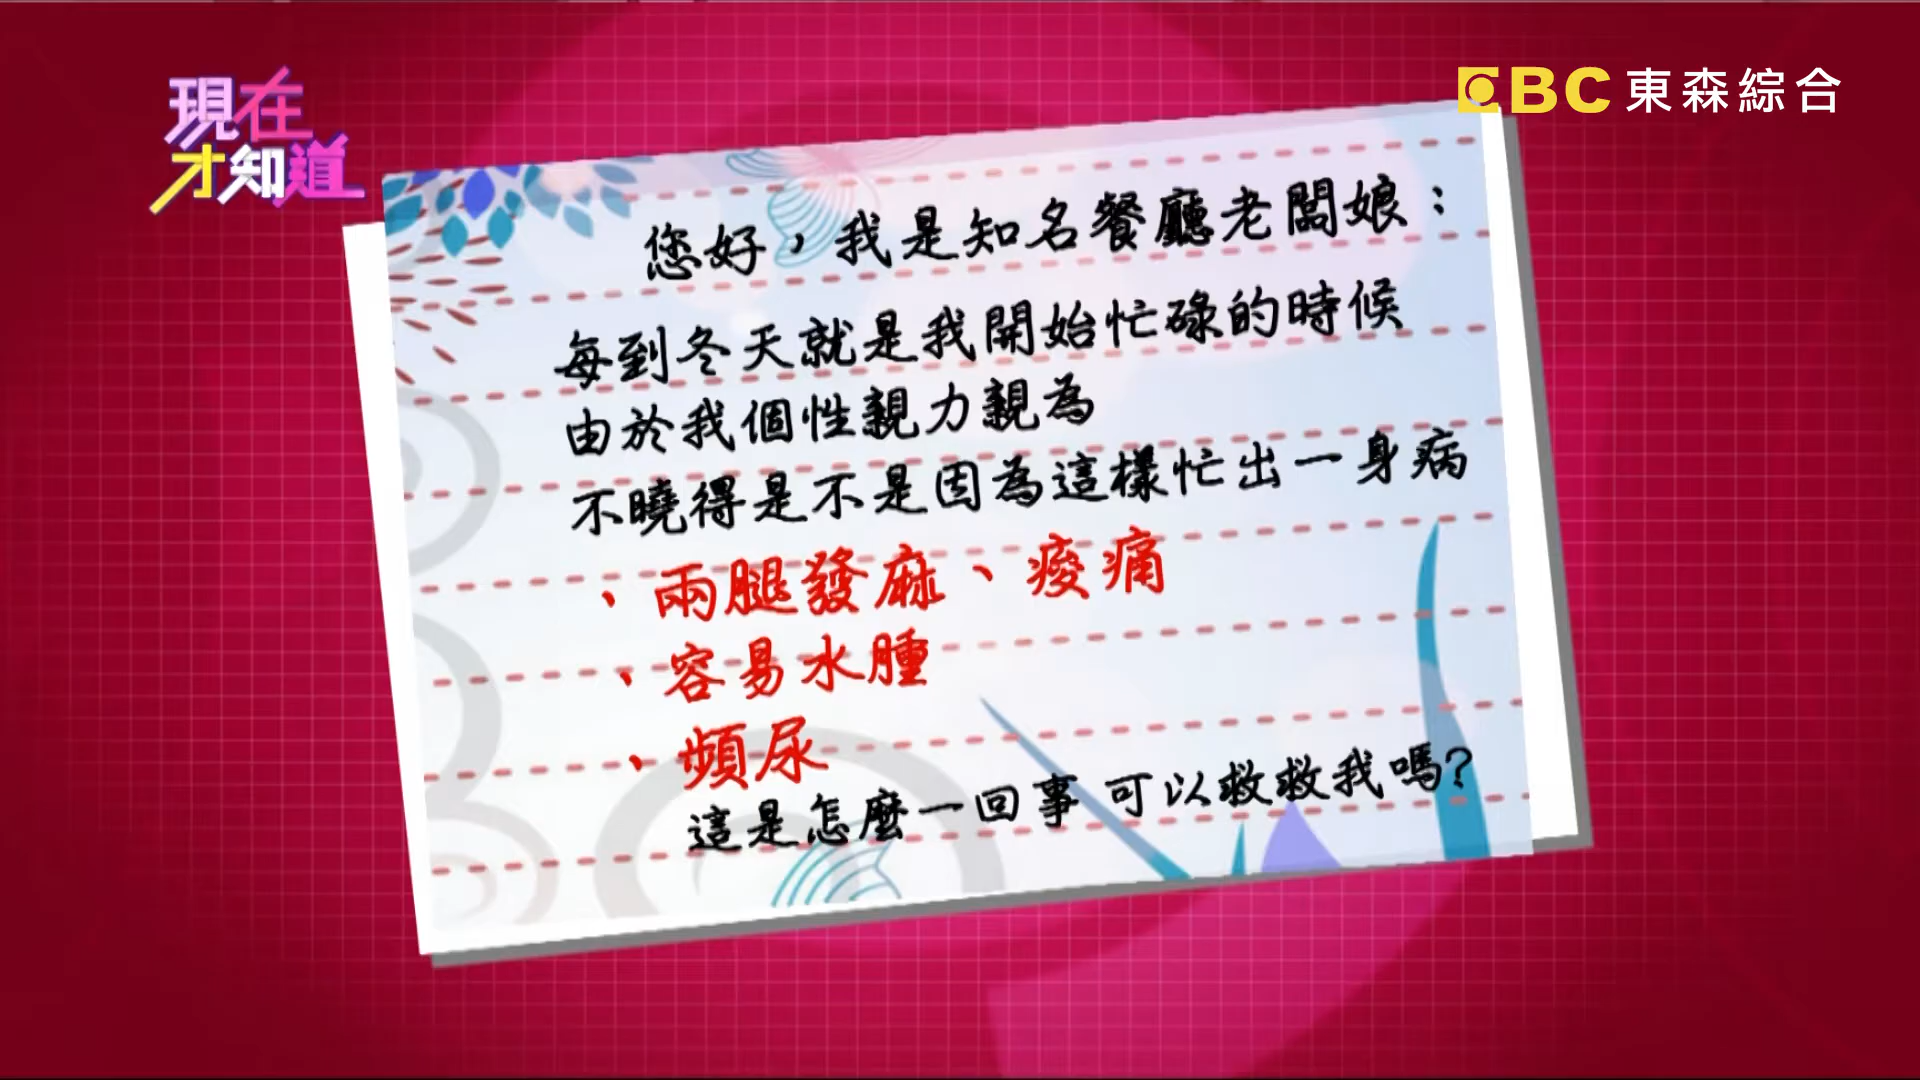 現在
才知道
EBC 東森綜合
您好，我是知名餐廳老闆娘：
每到冬天就是我開始忙碌的時候
由於我個性親力親為
不曉得是不是因為這樣忙出一身病
、兩腿發麻、痠痛
、容易水腫
、頻尿
這是怎麼一回事 可以救救我嗎?